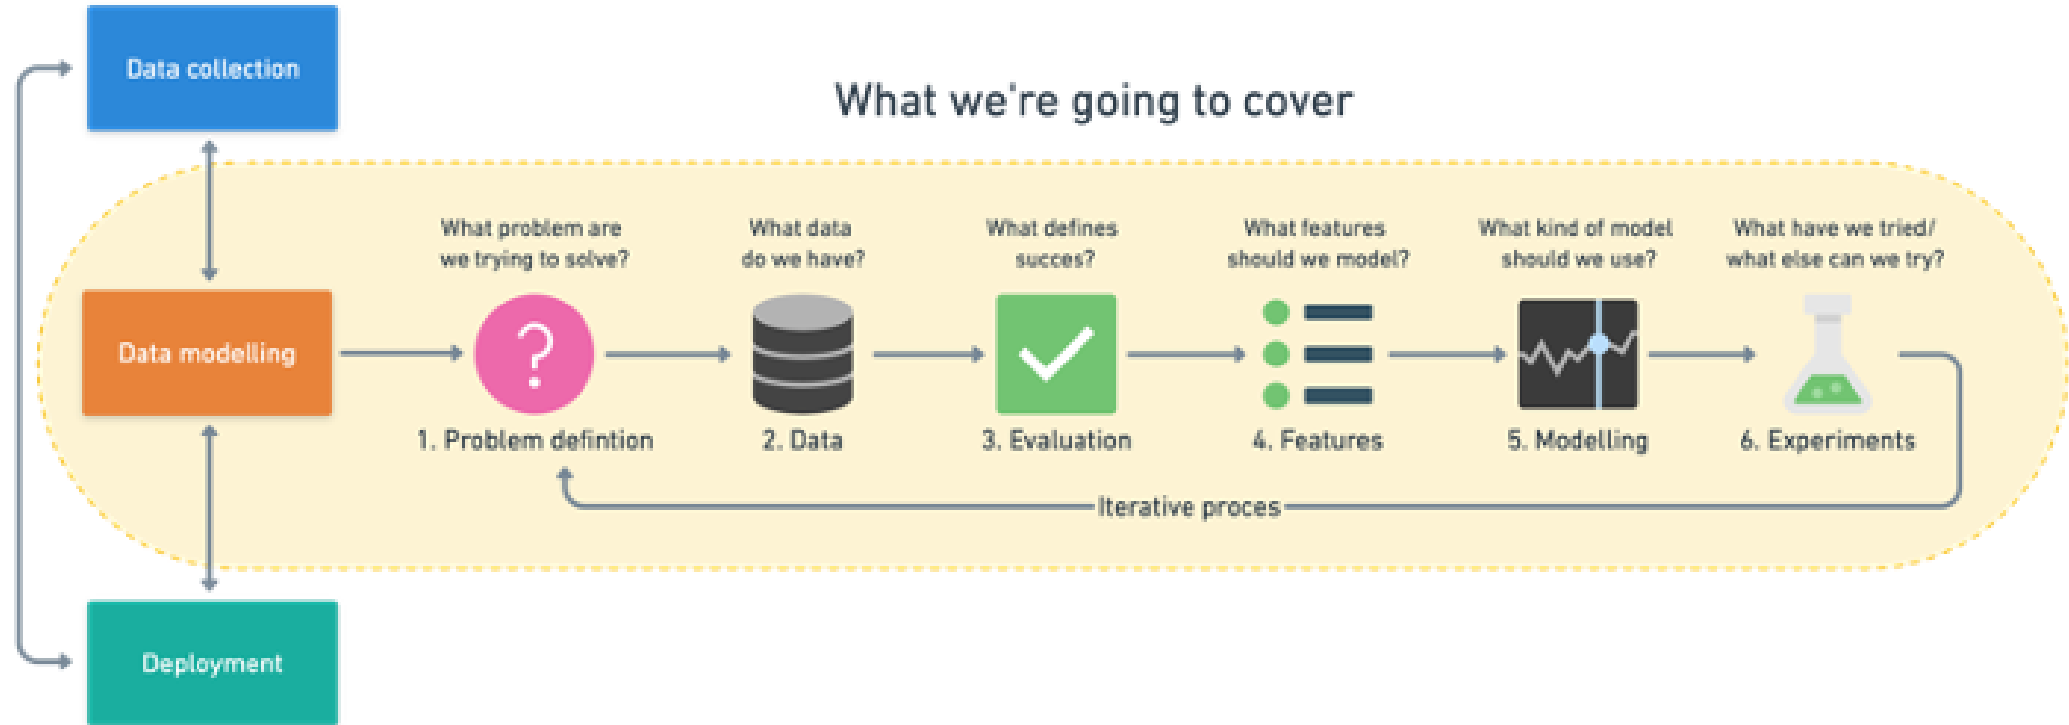 Data collection
What we're going to cover
What problem are
we trying to solve?
What data
do we have?
What defines
succes?
What features
should we model?
What kind of model
should we use?
What have we tried/
what else can we try?
Data modelling
?
1. Problem defintion
2. Data
3. Evaluation
4. Features
5. Modelling
6. Experiments
Iterative proces
Deployment